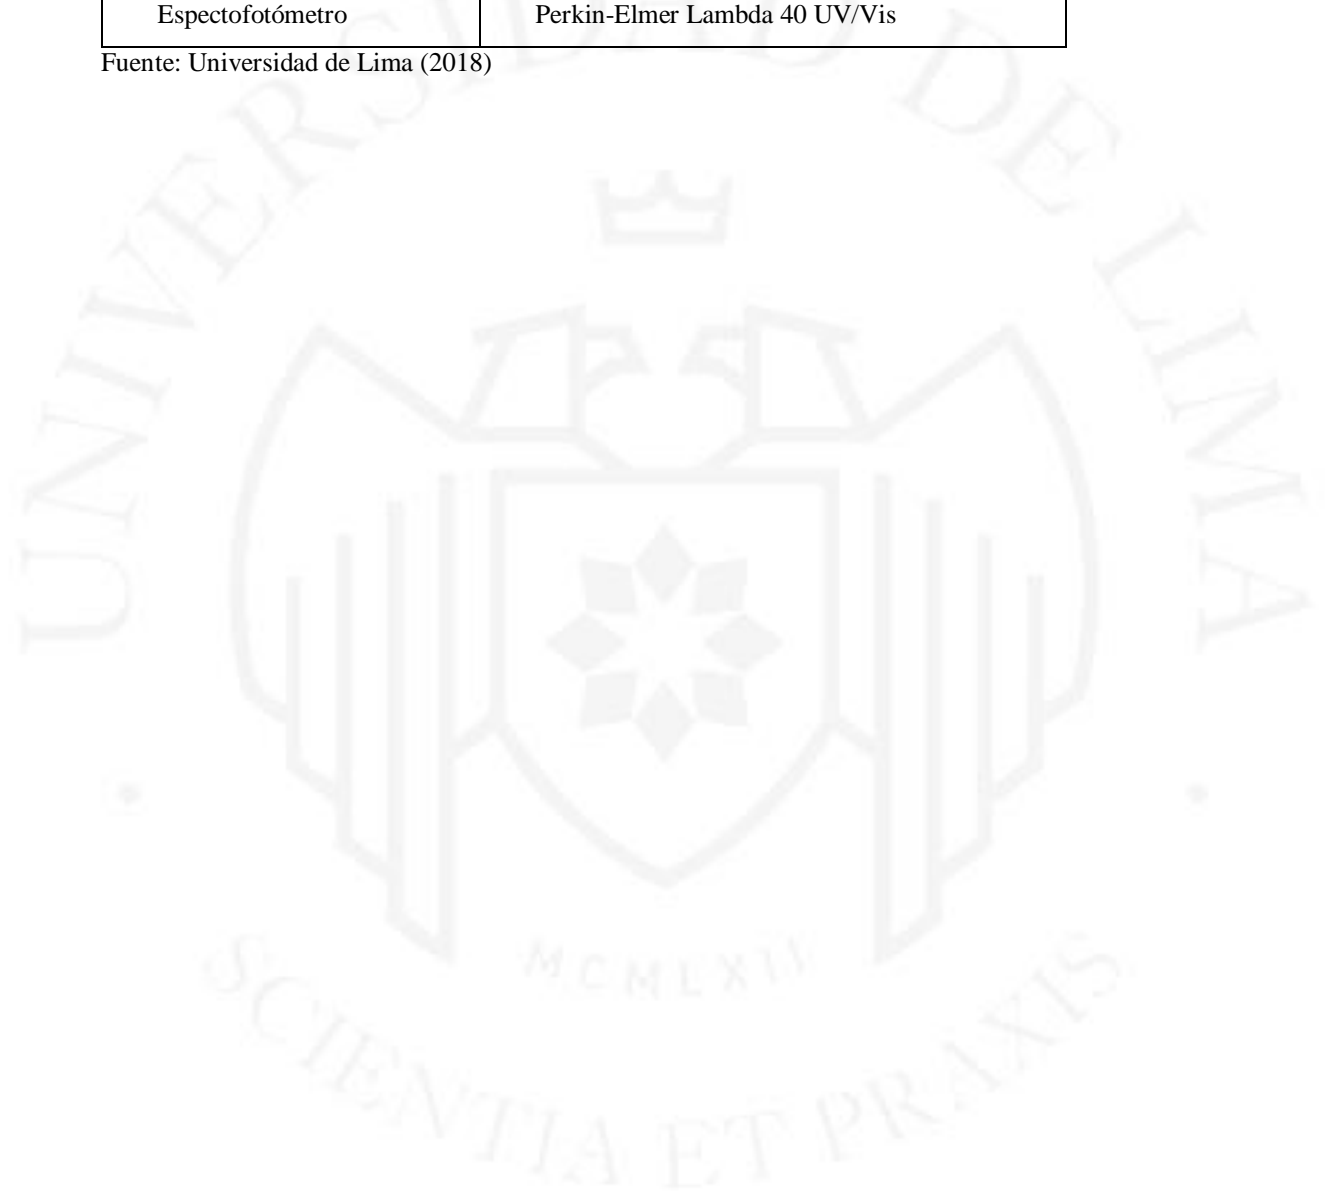 Espectofotómetro Perkin-Elmer Lambda 40 UV/Vis
Fuente: Universidad de Lima (2018)
UNIVERSIDAD DE LIMA
MCMLXII
SCIENTIA ET PRAXIS